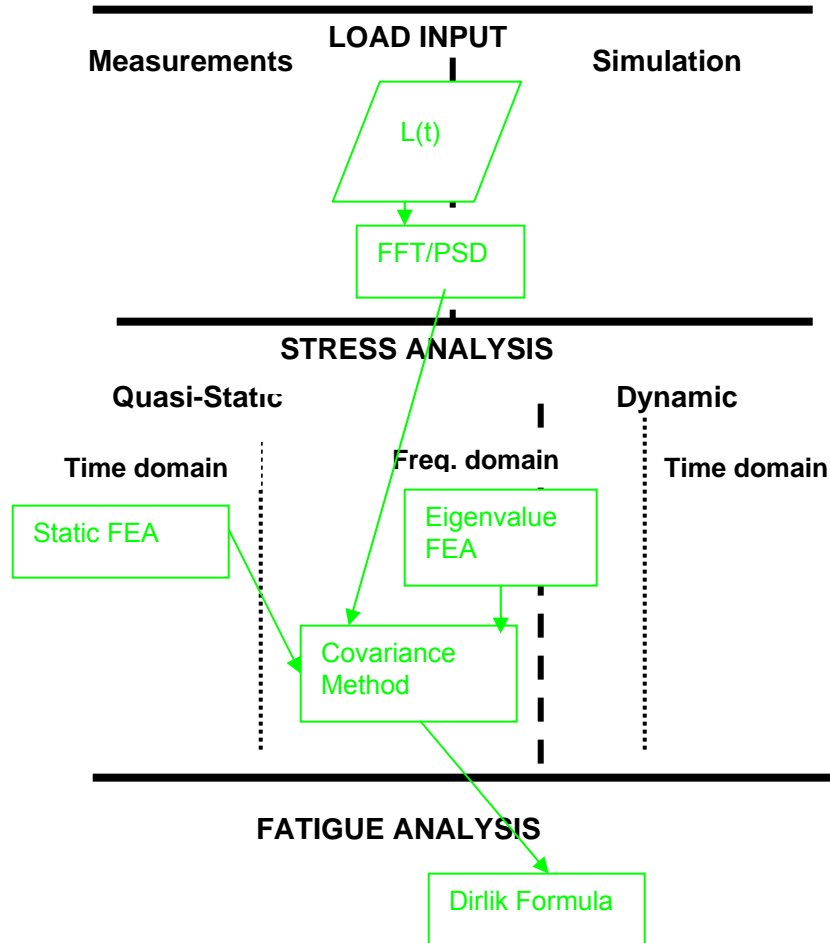 LOAD INPUT
Measurements
Simulation
L(t)
FFT/PSD
STRESS ANALYSIS
Quasi-Static
Dynamic
Time domain
Freq. domain
Time domain
Static FEA
Eigenvalue
FEA
Covariance
Method
FATIGUE ANALYSIS
Dirlik Formula